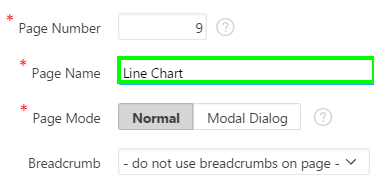 * Page Number 9 ?
* Page Name Line Chart
* Page Mode Normal Modal Dialog ?
Breadcrumb - do not use breadcrumbs on page -